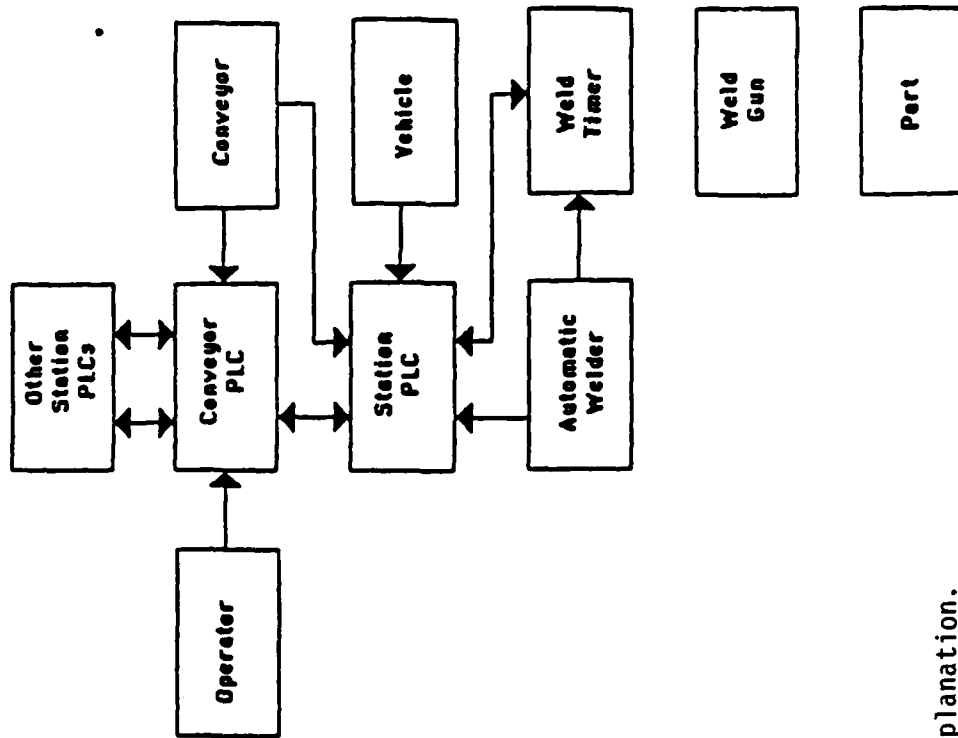 planation.
Operator
Automatic
Welder
Station
PLC
Conveyor
PLC
Other
Station
PLCs
Part
Weld
Gun
Weld
Timer
Vehicle
Conveyor